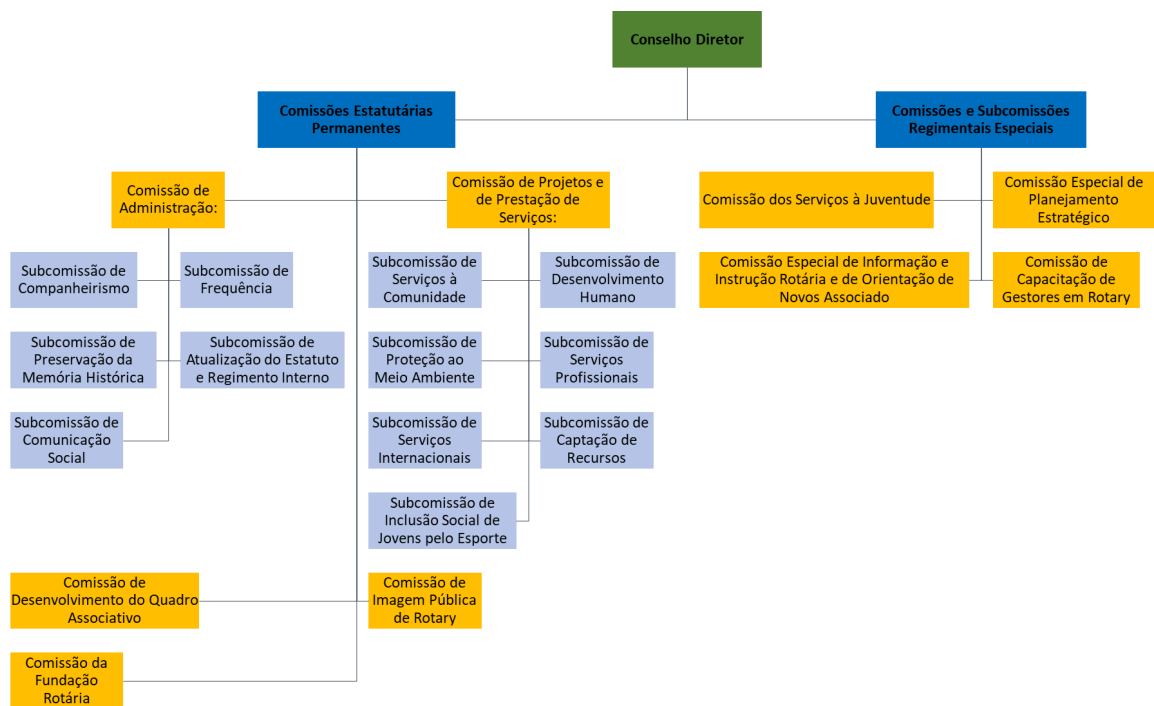 Conselho Diretor
Comissões Estatutárias
Permanentes
Comissões e Subcomissões
Regimentais Especiais
Comissão de
Administração:
Comissão de Projetos e
de Prestação de
Serviços:
Comissão dos Serviços à Juventude
Comissão Especial de
Planejamento
Estratégico
Subcomissão de
Companheirismo
Subcomissão de
Frequência
Subcomissão de
Serviços à
Comunidade
Subcomissão de
Desenvolvimento
Humano
Comissão Especial de Informação e
Instrução Rotária e de Orientação de
Novos Associado
Comissão de
Capacitação de
Gestores em Rotary
Subcomissão de
Preservação da
Memória Histórica
Subcomissão de
Atualização do Estatuto
e Regimento Interno
Subcomissão de
Proteção ao
Meio Ambiente
Subcomissão de
Serviços
Profissionais
Subcomissão de
Comunicação
Social
Subcomissão de
Serviços
Internacionais
Subcomissão de
Captação de
Recursos
Subcomissão de
Inclusão Social de
Jovens pelo Esporte
Comissão de
Desenvolvimento do Quadro
Associativo
Comissão de
Imagem Pública
de Rotary
Comissão da
Fundação
Rotária